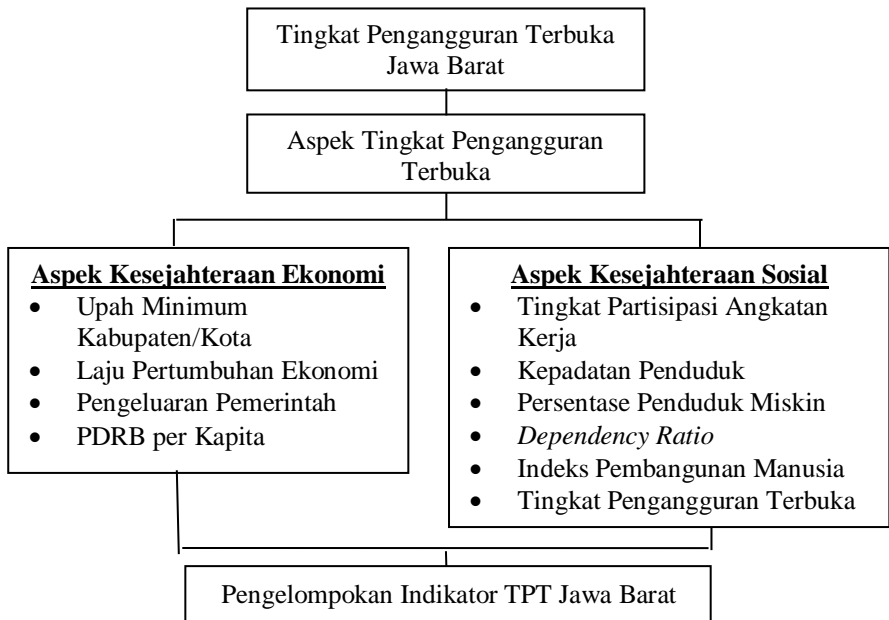 Tingkat Pengangguran Terbuka
Jawa Barat
Aspek Tingkat Pengangguran
Terbuka
Aspek Kesejahteraan Ekonomi
• Upah Minimum
Kabupaten/Kota
• Laju Pertumbuhan Ekonomi
• Pengeluaran Pemerintah
• PDRB per Kapita
Aspek Kesejahteraan Sosial
• Tingkat Partisipasi Angkatan
Kerja
• Kepadatan Penduduk
• Persentase Penduduk Miskin
• Dependency Ratio
• Indeks Pembangunan Manusia
• Tingkat Pengangguran Terbuka
Pengelompokan Indikator TPT Jawa Barat